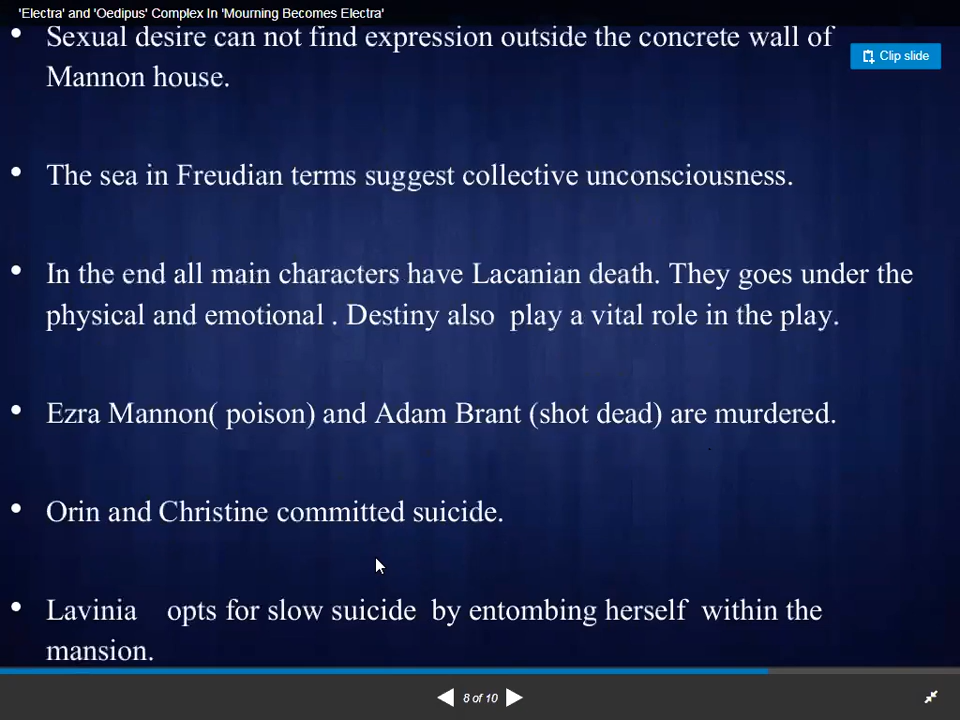 'Electra' and 'Oedipus' Complex In 'Mourning Becomes Electra'
• Sexual desire can not find expression outside the concrete wall of
Mannon house.
Clip slide
• The sea in Freudian terms suggest collective unconsciousness.
• In the end all main characters have Lacanian death. They goes under the
physical and emotional . Destiny also play a vital role in the play.
• Ezra Mannon( poison) and Adam Brant (shot dead) are murdered.
• Orin and Christine committed suicide.
• Lavinia opts for slow suicide by entombing herself within the
mansion.
8 of 10